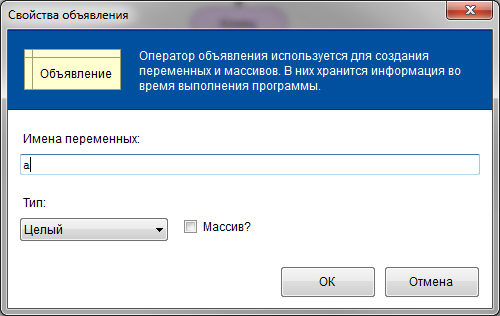 Свойства объявления
Объявление
Оператор объявления используется для создания
переменных и массивов. В них хранится информация во
время выполнения программы.
Имена переменных:
a
Тип:
Целый
Массив?
ОК
Отмена